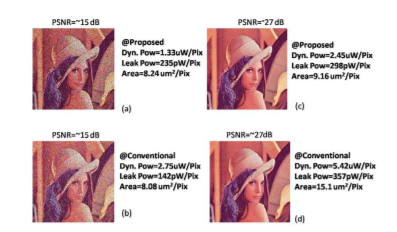 PSNR=~15 dB
@Proposed
Dyn. Pow=1.33uW/Pix
Leak Pow=235pW/Pix
Area=8.24 um²/Pix
(a)
PSNR=~27 dB
@Proposed
Dyn. Pow=2.45uW/Pix
Leak Pow=298pW/Pix
Area=9.16 um²/Pix
(c)
PSNR=~15 dB
@Conventional
Dyn. Pow=2.75uW/Pix
Leak Pow=142pW/Pix
Area=8.08 um²/Pix
(b)
PSNR=~27dB
@Conventional
Dyn. Pow=5.42uW/Pix
Leak Pow=357pW/Pix
Area=15.1 um²/Pix
(d)